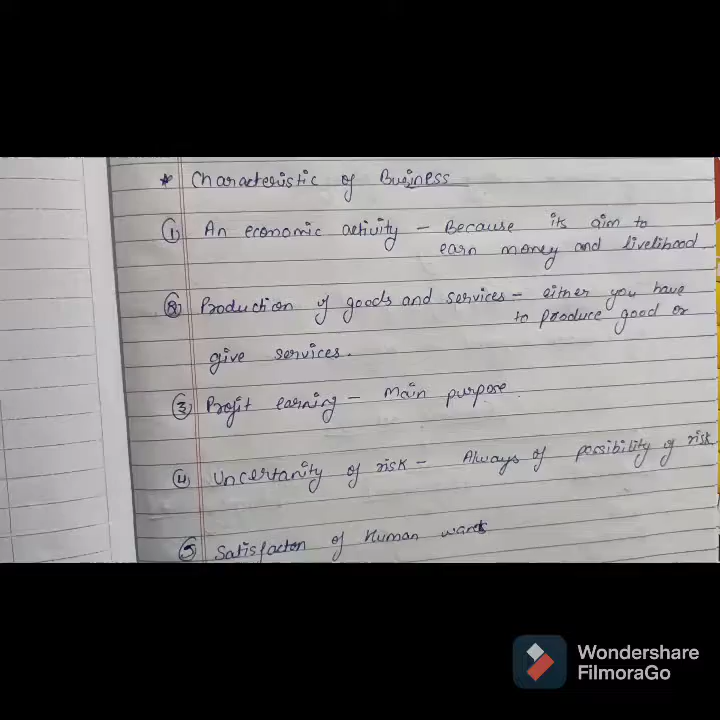 * Characteristic of Business
① An economic activity - Because its aim to
earn money and livelihood
② Production of goods and services - either you have
to produce good or
give services.
③ Profit earning - main purpose.
④ Uncertanity of risk - Always of possibility of risk
⑤ Satisfacton of Human wants
Wondershare
FilmoraGo